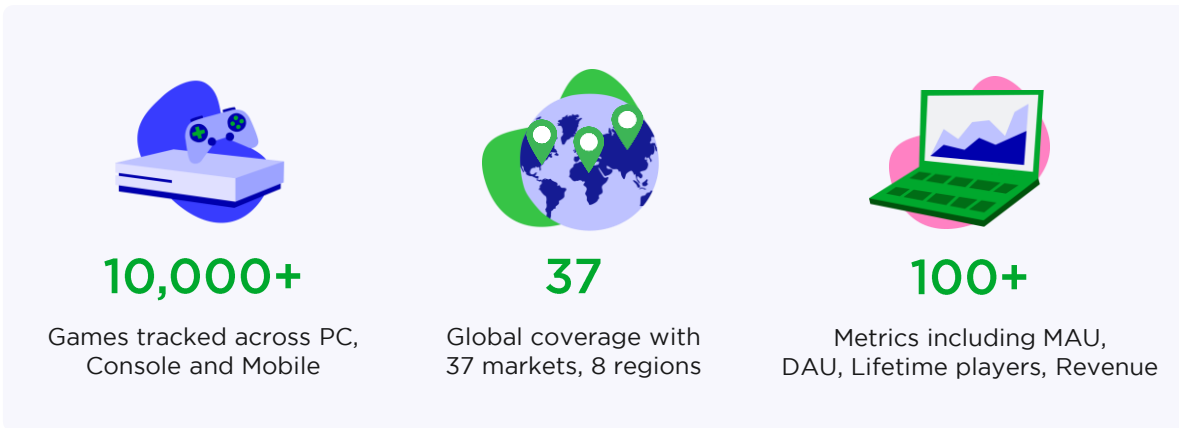 10,000+
Games tracked across PC,
Console and Mobile
37
Global coverage with
37 markets, 8 regions
100+
Metrics including MAU,
DAU, Lifetime players, Revenue